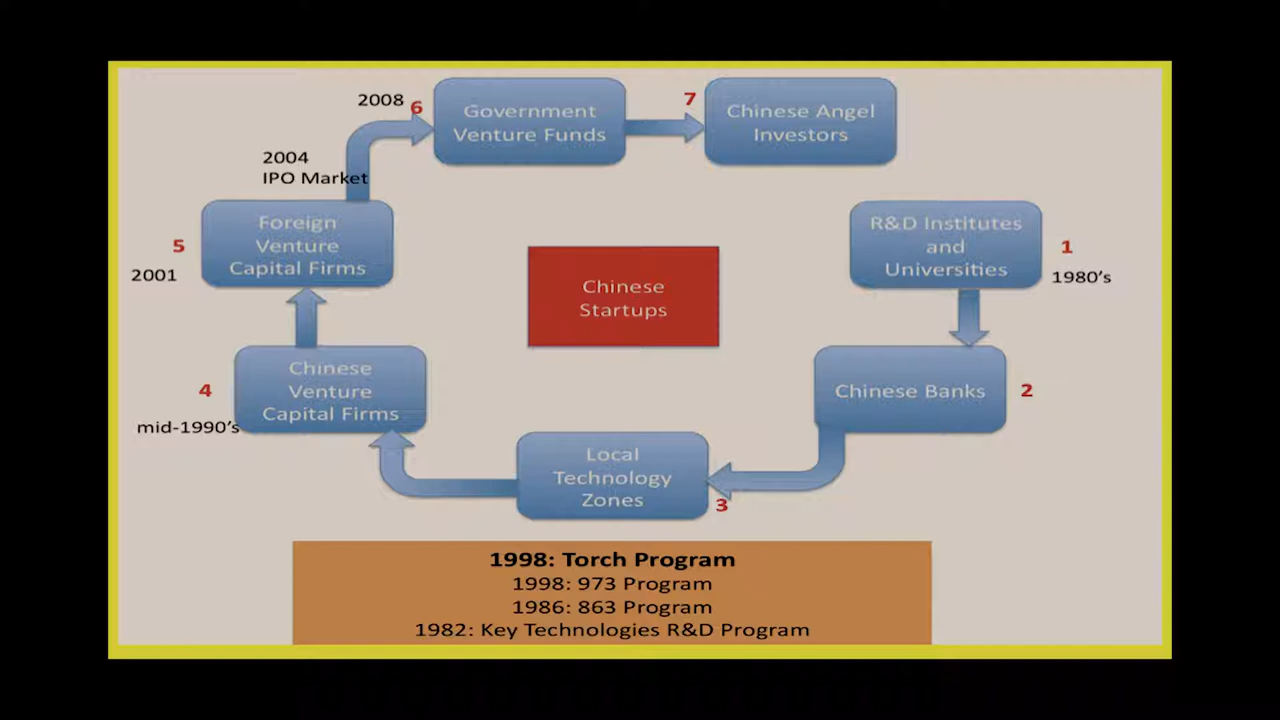 2008
6
Government
Venture Funds
7
Chinese Angel
Investors
2004
IPO Market
5
2001
Foreign
Venture
Capital Firms
Chinese
Startups
R&D Institutes
and
Universities
1
1980's
4
mid-1990's
Chinese
Venture
Capital Firms
Chinese Banks
2
Local
Technology
Zones
3
1998: Torch Program
1998: 973 Program
1986: 863 Program
1982: Key Technologies R&D Program